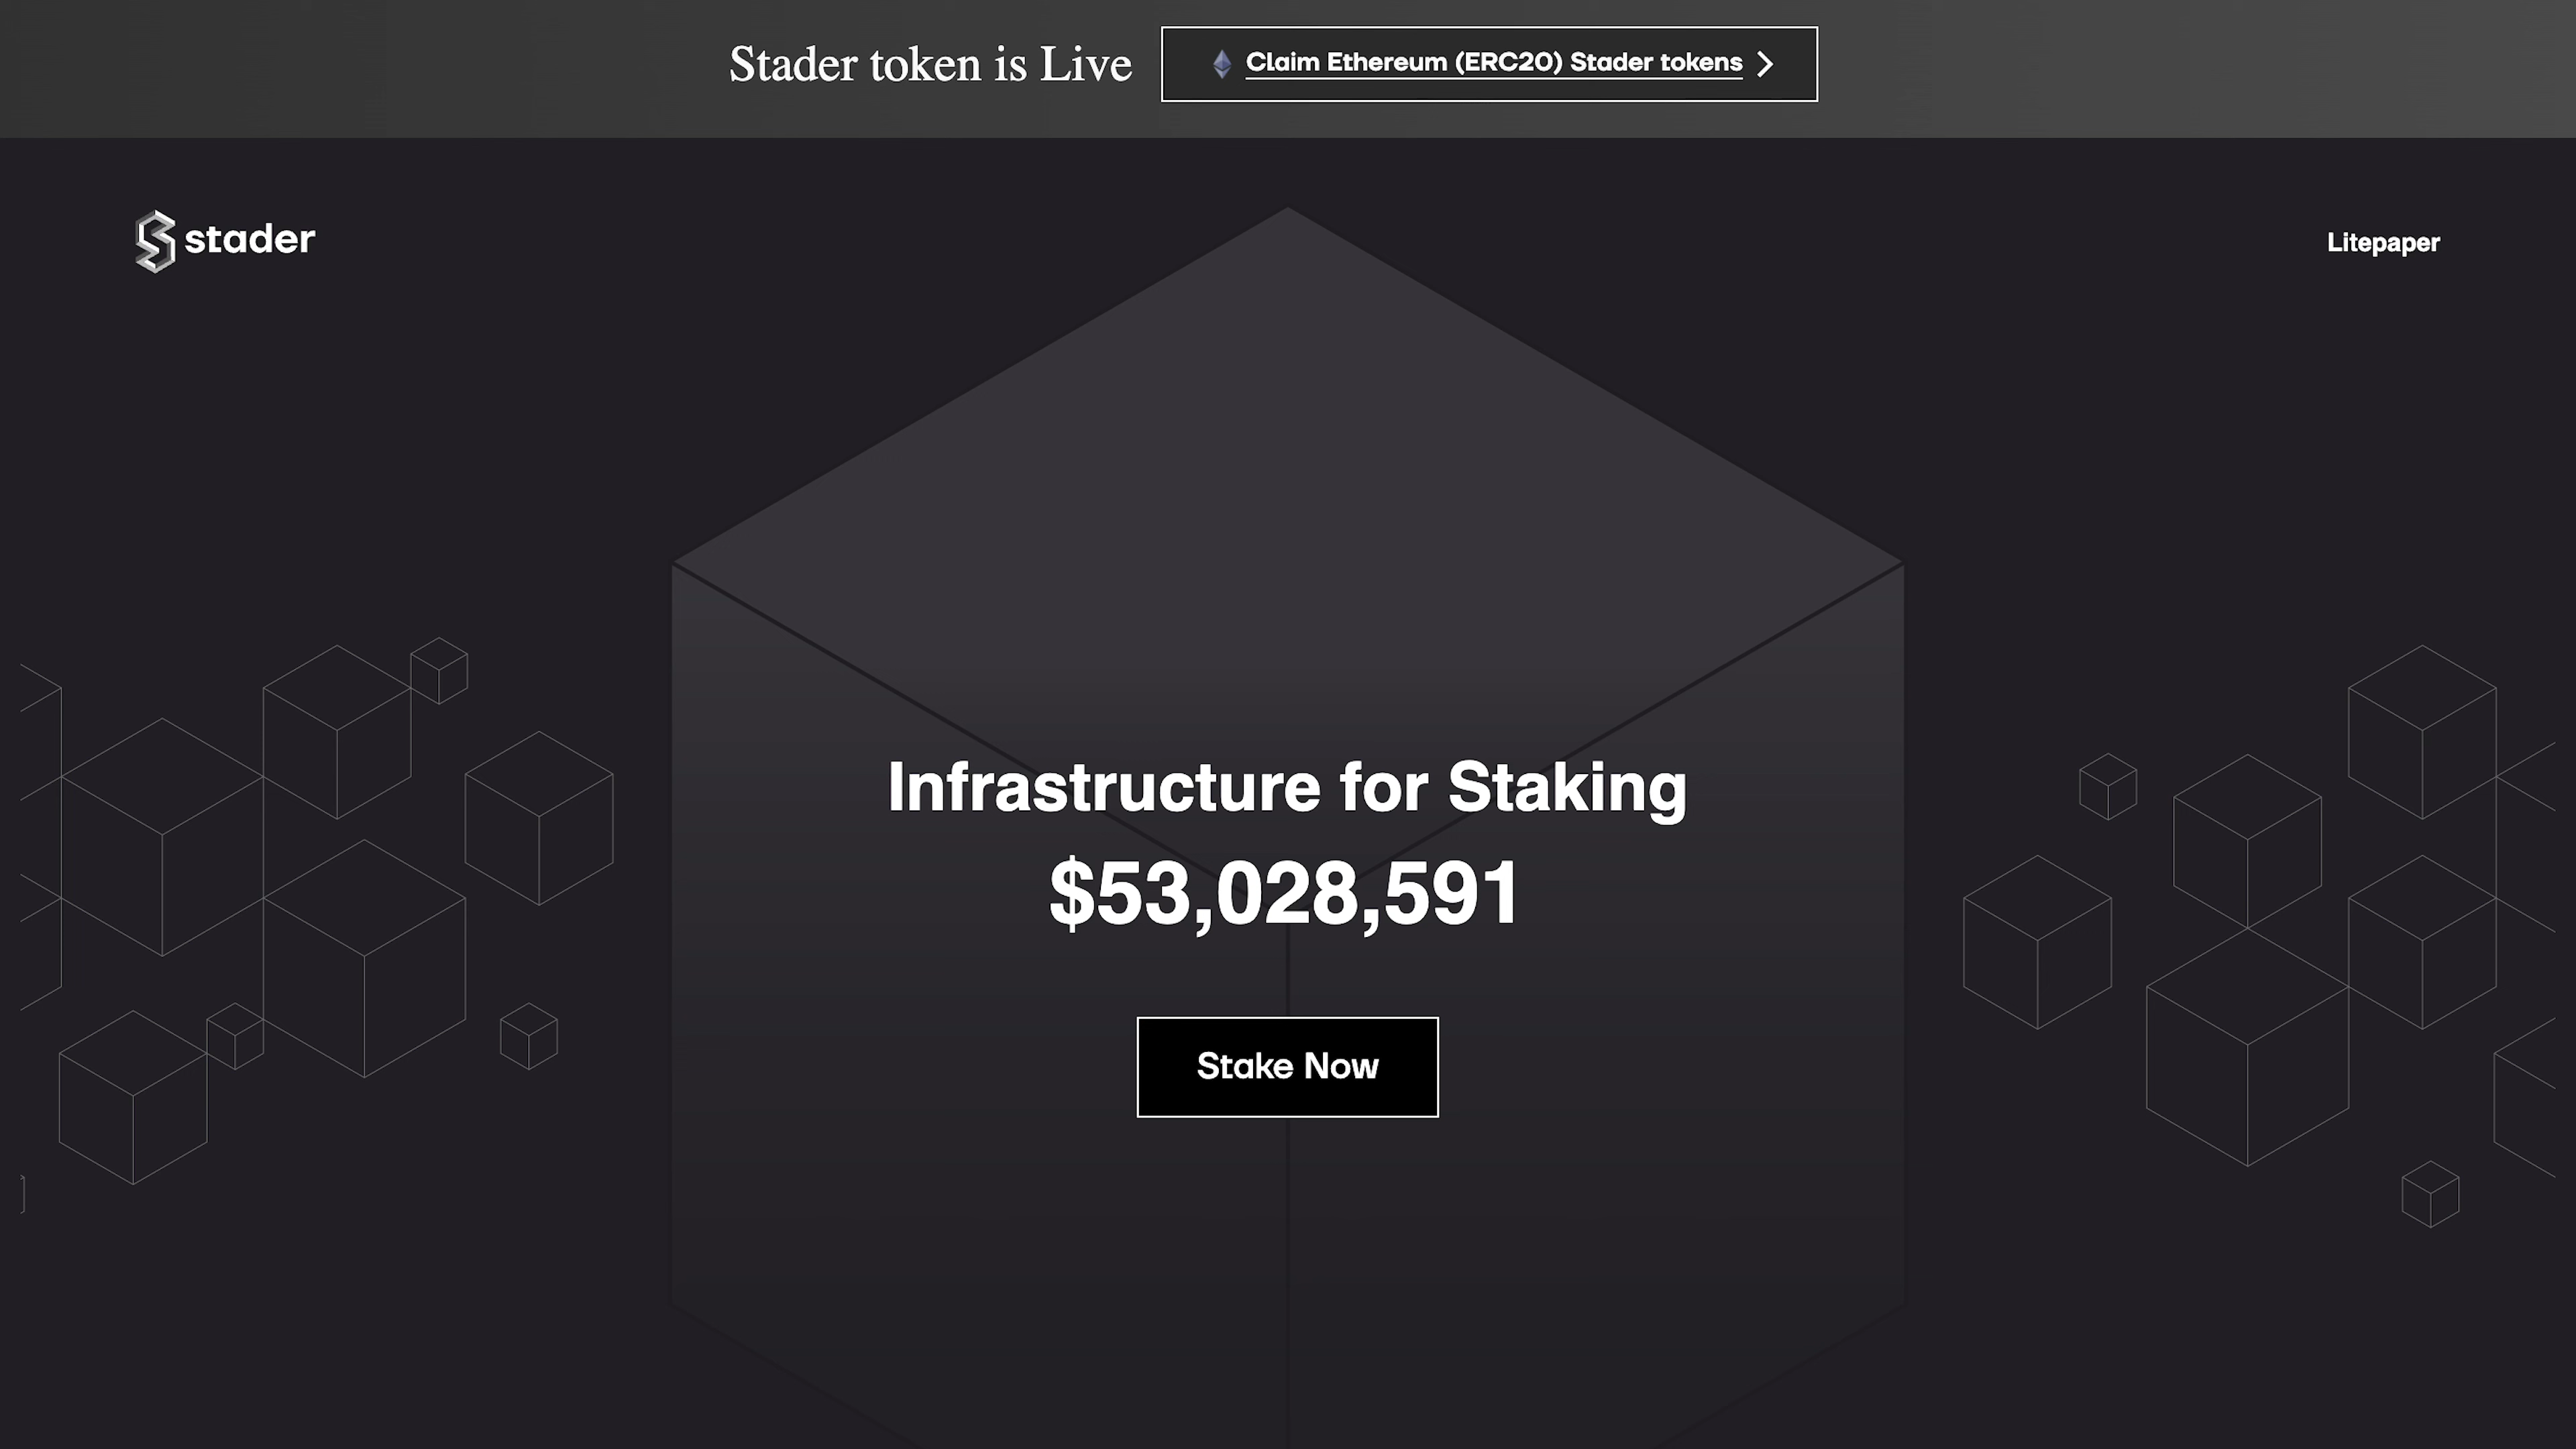 Stader token is Live
Claim Ethereum (ERC20) Stader tokens
stader
Litepaper
Infrastructure for Staking
$53,028,591
Stake Now